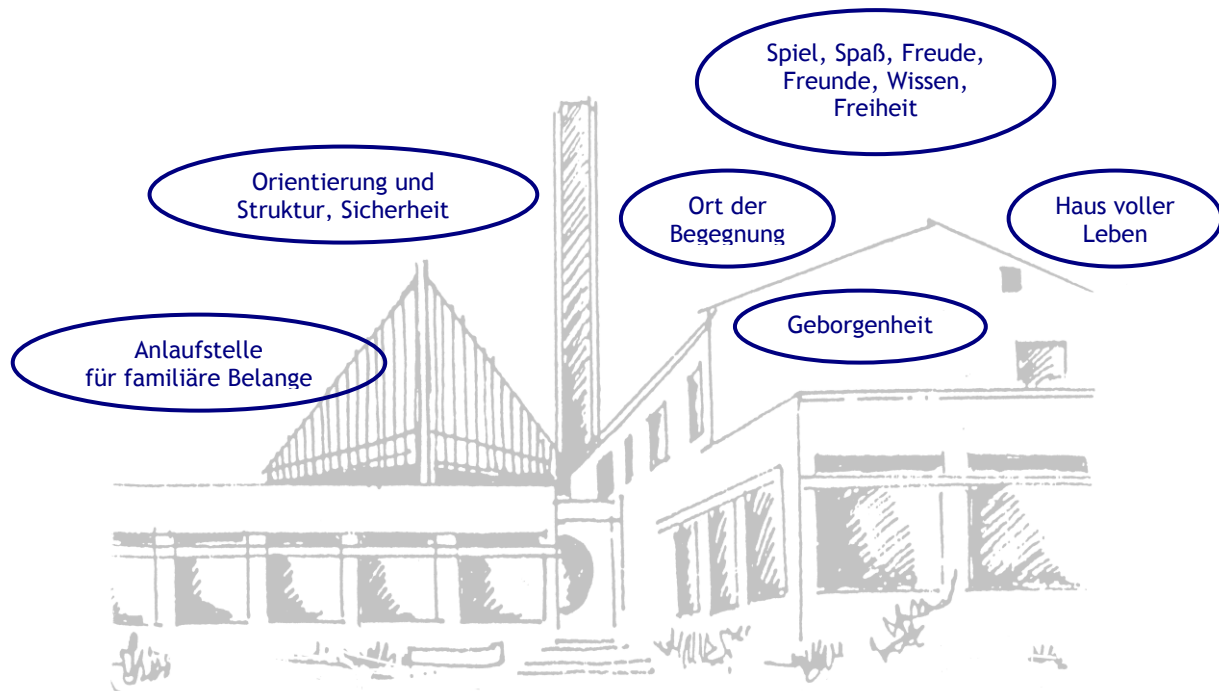 Spiel, Spaß, Freude,
Freunde, Wissen,
Freiheit
Orientierung und
Struktur, Sicherheit
Ort der
Begegnung
Haus voller
Leben
Geborgenheit
Anlaufstelle
für familiäre Belange